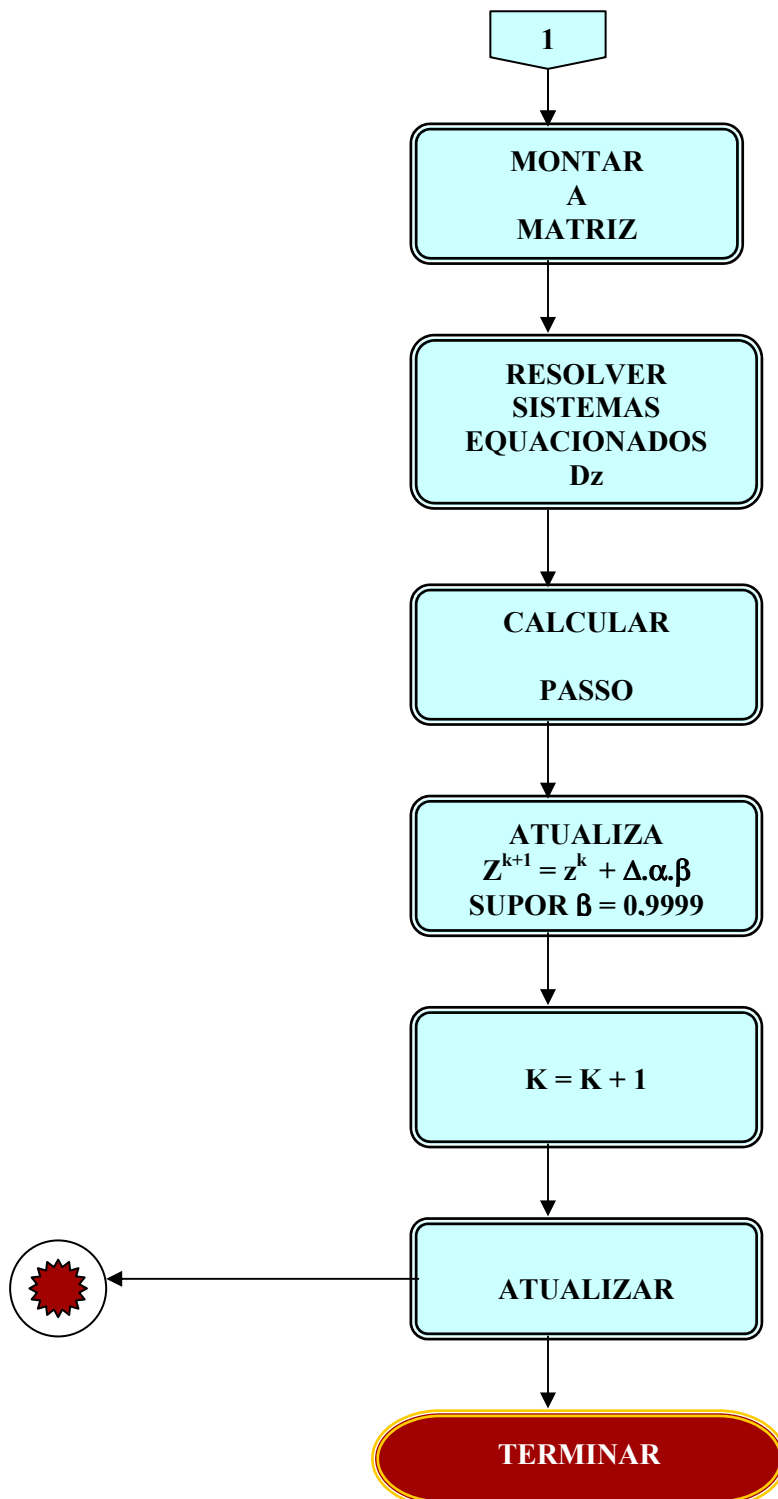 1
MONTAR
A
MATRIZ
RESOLVER
SISTEMAS
EQUACIONADOS
Dz
CALCULAR
PASSO
ATUALIZA
Z^{k+1} = z^k + Δ.α.β
SUPOR β = 0,9999
K = K + 1
ATUALIZAR
TERMINAR